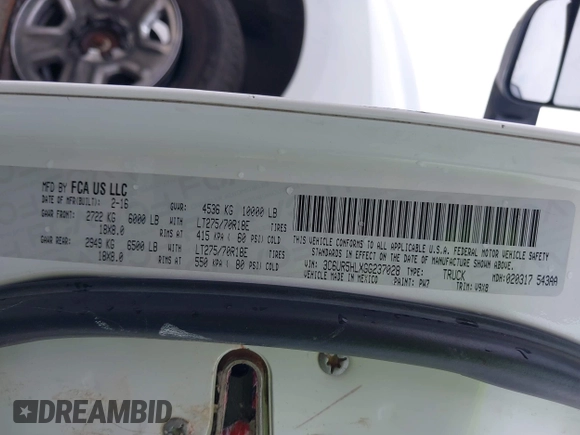 MFD BY FCA US LLC
DATE OF MFR(BUILT): 2-16 GVWR: 4536 KG 10000 LB
GAWR FRONT: 2722 KG 6000 LB WITH LT275/70R18E TIRES
18X8.0 RIMS AT 415 KPA ( 60 PSI) COLD
GAWR REAR: 2948 KG 6500 LB WITH LT275/70R18E TIRES
18X8.0 RIMS AT 550 KPA ( 80 PSI) COLD
THIS VEHICLE CONFORMS TO ALL APPLICABLE U.S.A. FEDERAL MOTOR VEHICLE SAFETY
STANDARDS IN EFFECT ON THE DATE OF MANUFACTURE SHOWN ABOVE
VIN: 3C6UR5HLXGG237028 TYPE: TRUCK MDH:020317 543AA
VEHICLE MADE IN MEXICO PAINT: PW7 TRIM: V9X8
DREAMBID